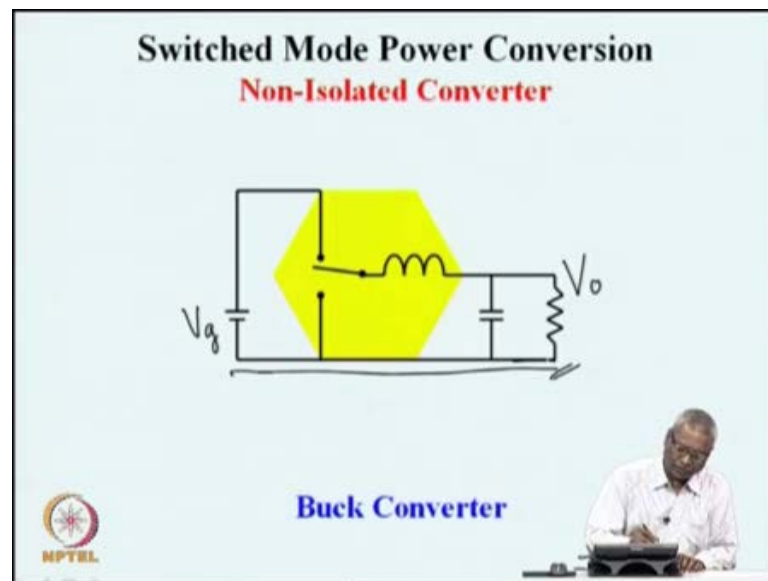 Switched Mode Power Conversion
Non-Isolated Converter
Vg
Vo
Buck Converter
NPTEL